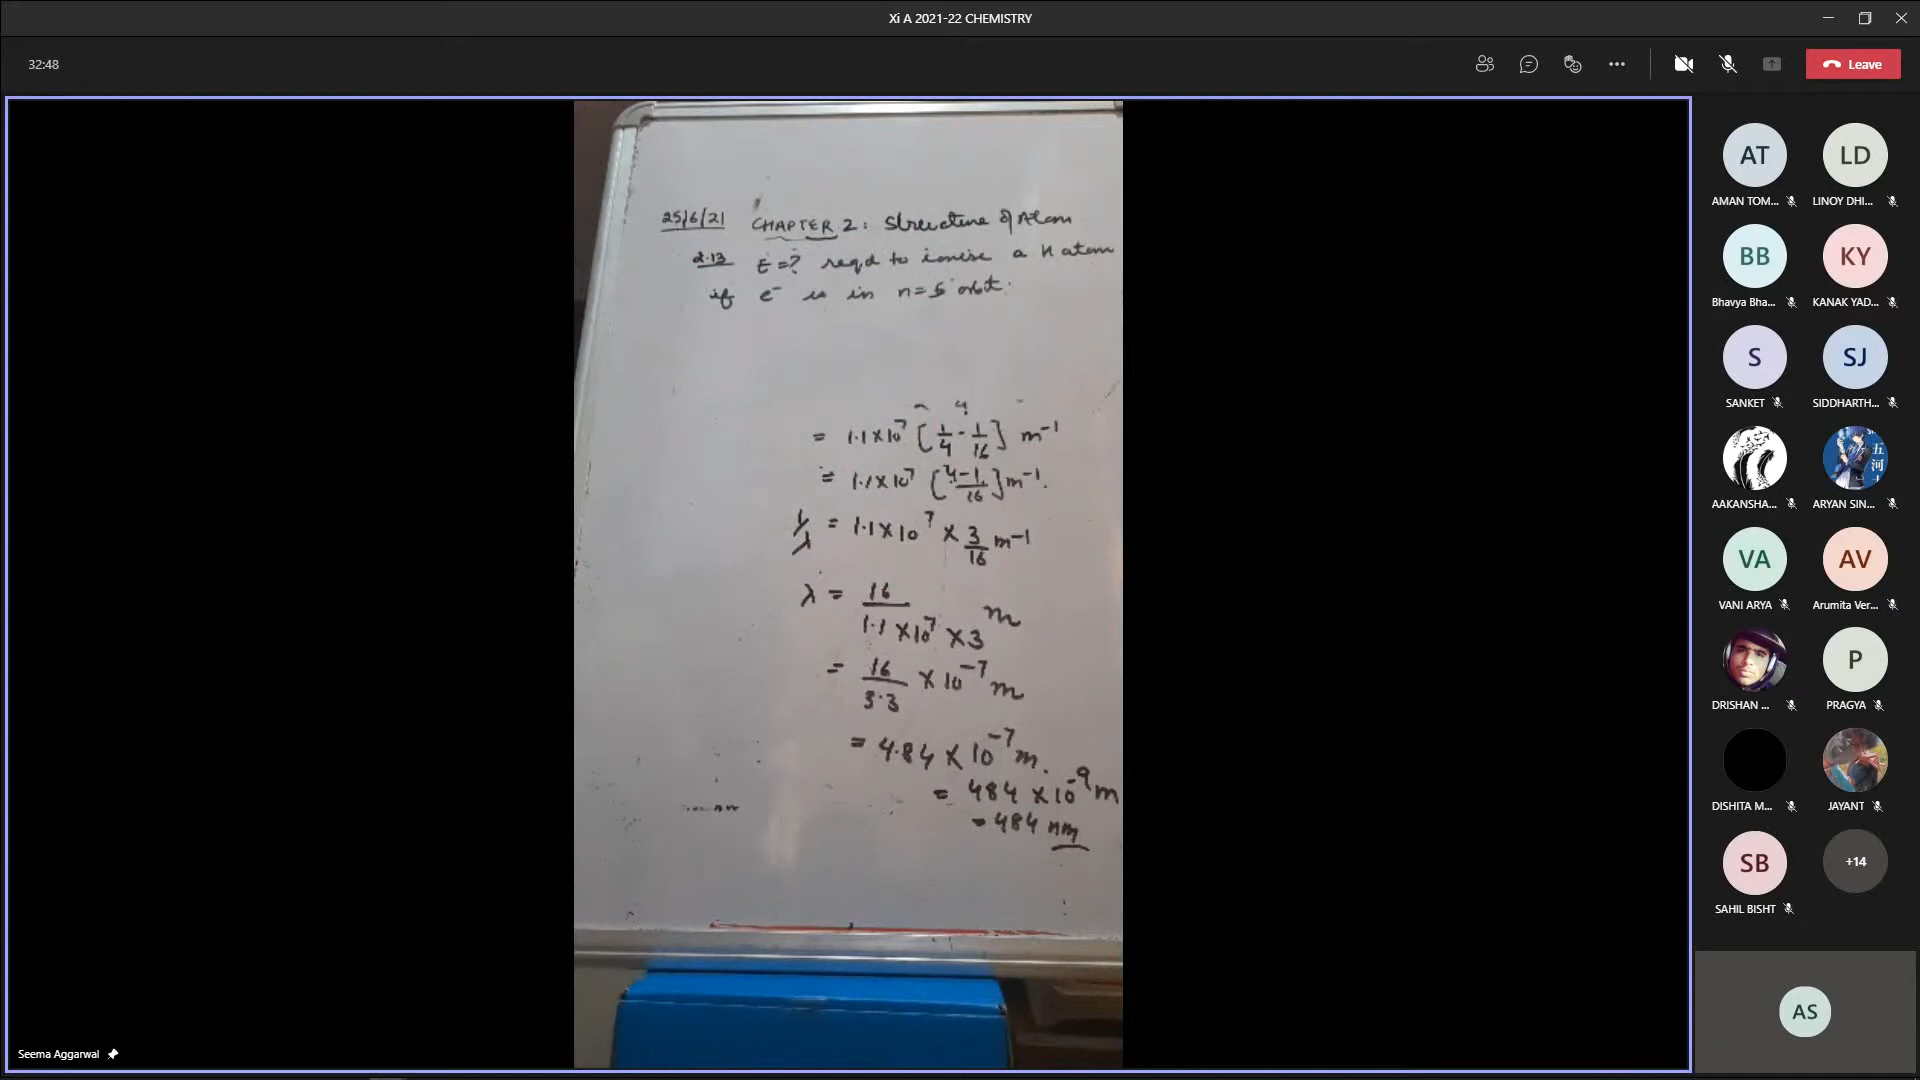 Xi A 2021-22 CHEMISTRY
32:48
Leave
25/6/21 CHAPTER 2: Structure of Atom
2.13 E=? reqd to ionise a H atom
if e⁻ is in n=5 orbit.
4
= 1.1×10⁷ [1/4 - 1/16] m⁻¹
= 1.1×10⁷ [4-1/16] m⁻¹.
1/λ = 1.1×10⁷ × 3/16 m⁻¹
λ = 16/1.1×10⁷×3 m
= 16/3.3 × 10⁻⁷ m
= 4.84 × 10⁻⁷ m.
= 484 ×10⁻⁹ m
= 484 nm
Seema Aggarwal
AT LD
AMAN TOM... LINOY DHI...
BB KY
Bhavya Bha... KANAK YAD...
S SJ
SANKET SIDDHARTH...
五
河
AAKANSHA... ARYAN SIN...
VA AV
VANI ARYA Arumita Ver...
P
DRISHAN ... PRAGYA
DISHITA M... JAYANT
SB +14
SAHIL BISHT
AS